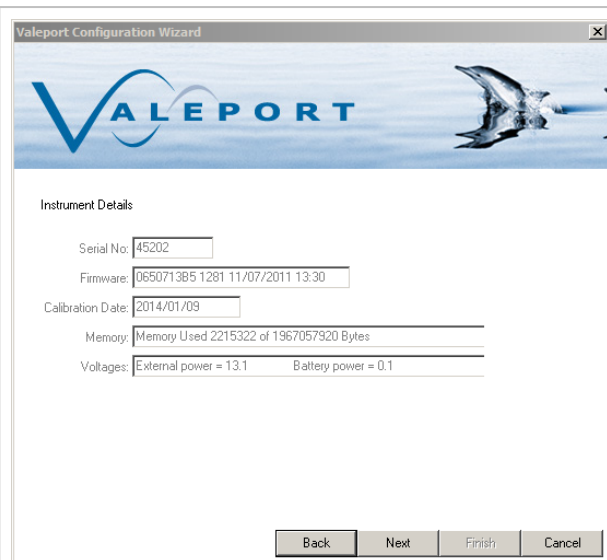 Valeport Configuration Wizard
VALEPORT
Instrument Details
Serial No: 45202
Firmware: 0650713B5 1281 11/07/2011 13:30
Calibration Date: 2014/01/09
Memory: Memory Used 2215322 of 1967057920 Bytes
Voltages: External power = 13.1 Battery power = 0.1
Back Next Finish Cancel